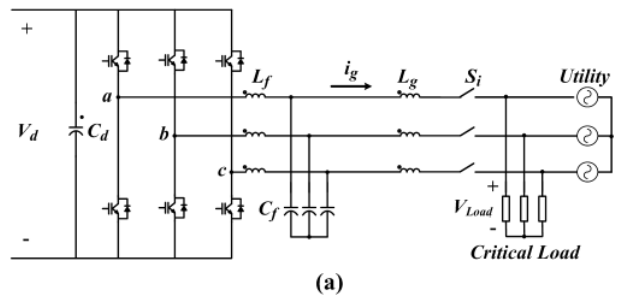 +
L_f
i_g
L_g
S_i
Utility
a
V_d
C_d
b
c
C_f
+
V_Load
-
-
Critical Load
(a)